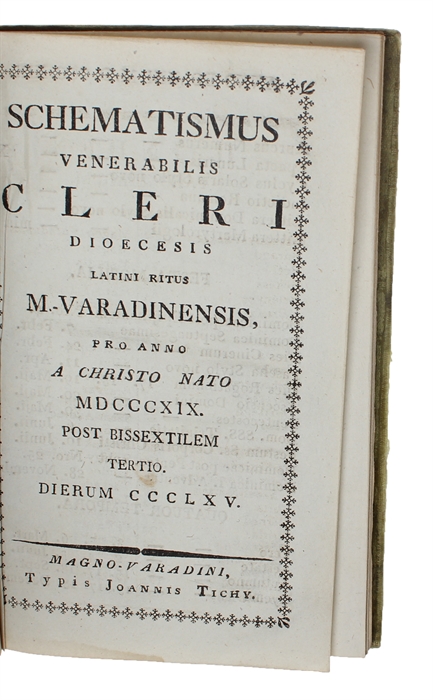 SCHEMATISMUS
VENERABILIS
CLERI
DIOECESIS
LATINI RITUS
M.-VARADINENSIS,
PRO ANNO
A CHRISTO NATO
MDCCCXIX.
POST BISSEXTILEM
TERTIO.
DIERUM CCCLXV.
MAGNO-VARADINI,
Typis JOANNIS TICHY.